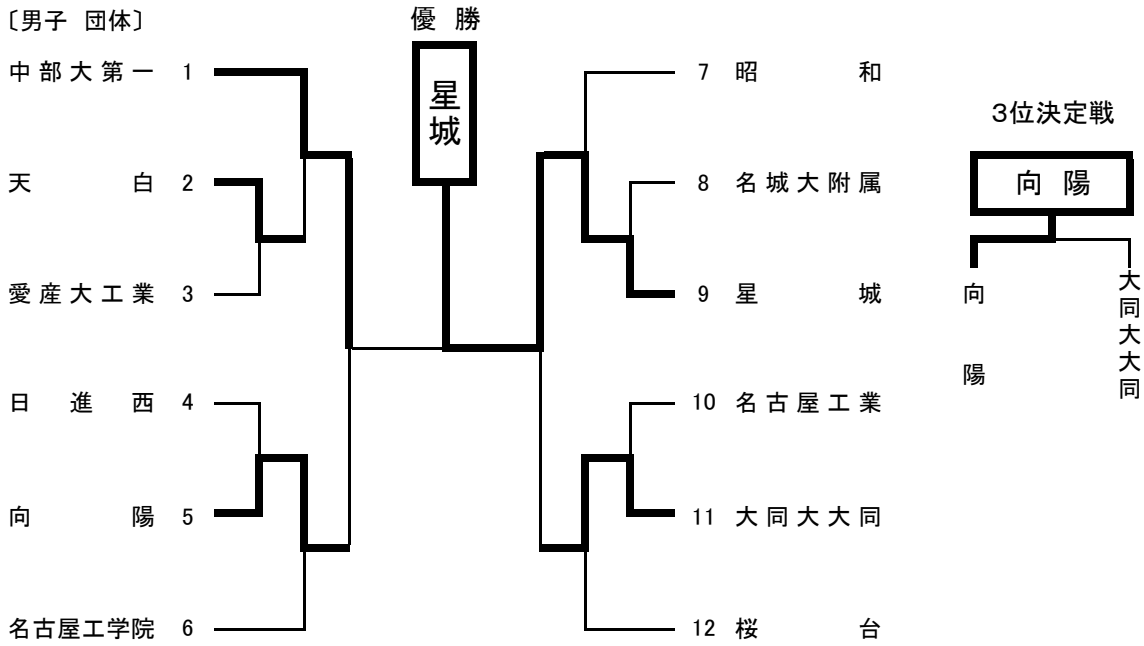 〔男子 団体〕
優 勝
星城
中部大第一 1
天白 2
愛産大工業 3
日進西 4
向陽 5
名古屋工学院 6
7 昭和
8 名城大附属
9 星城
10 名古屋工業
11 大同大大同
12 桜台
3位決定戦
向 陽
向陽
大同大大同